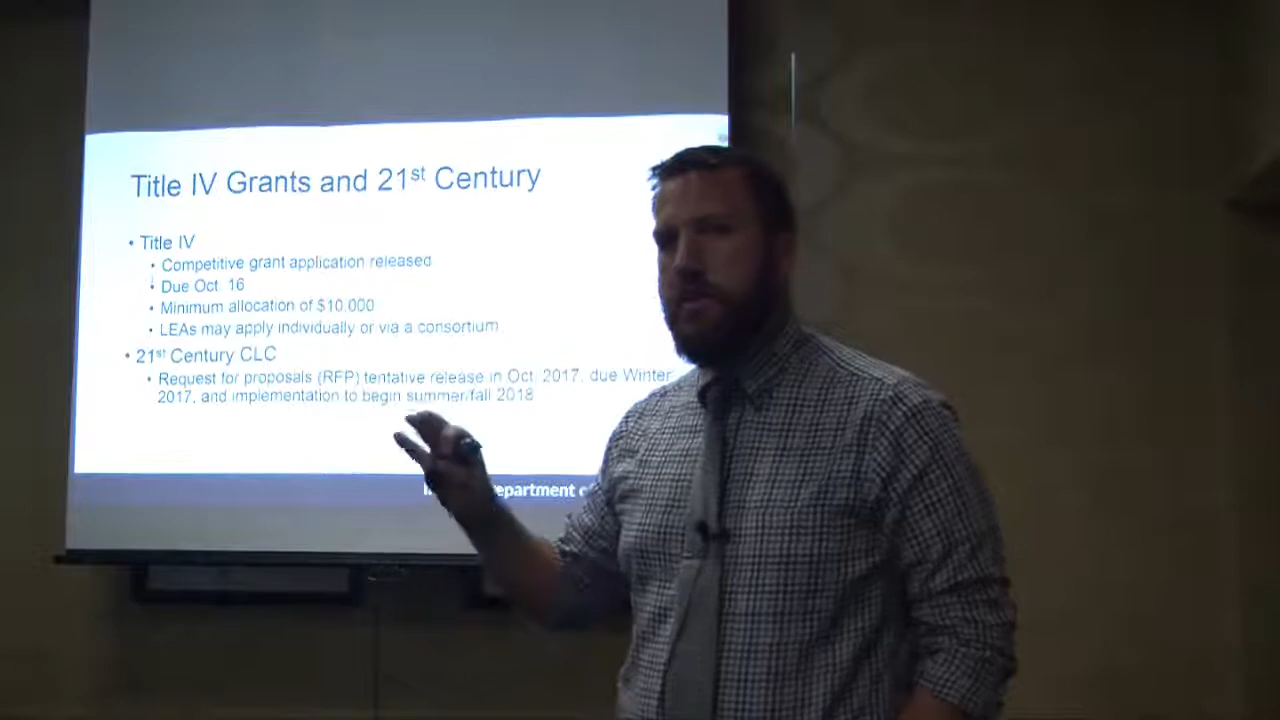 Title IV Grants and 21st Century
• Title IV
• Competitive grant application released
• Due Oct. 16
• Minimum allocation of $10,000
• LEAs may apply individually or via a consortium
• 21st Century CLC
• Request for proposals (RFP) tentative release in Oct. 2017, due Winter
2017, and implementation to begin summer/fall 2018
epartment